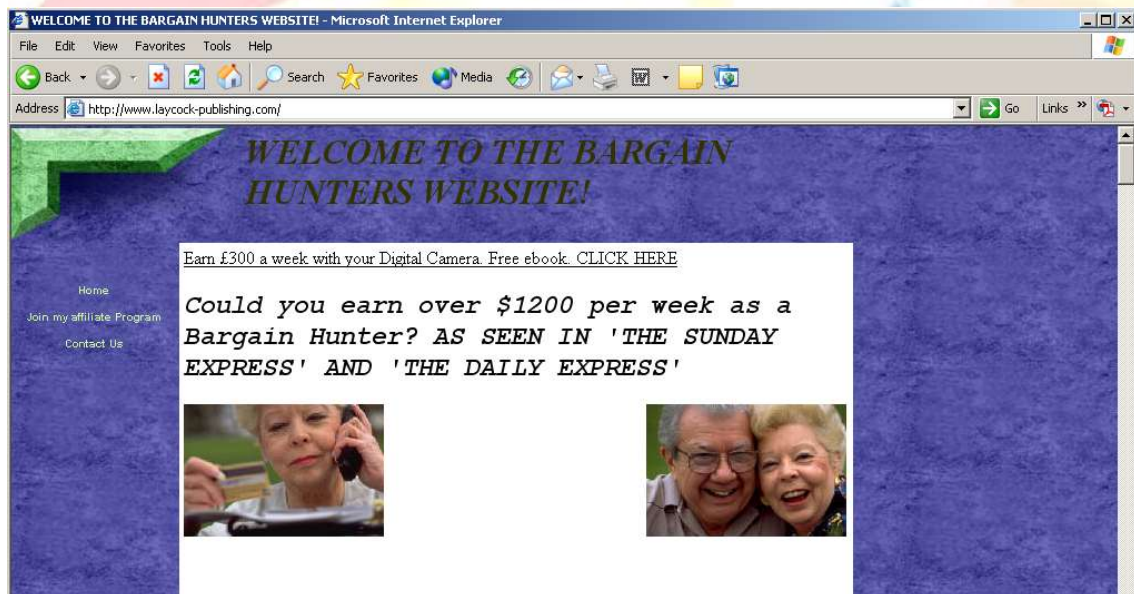 WELCOME TO THE BARGAIN HUNTERS WEBSITE! - Microsoft Internet Explorer
File Edit View Favorites Tools Help
Back Search Favorites Media
Address http://www.laycock-publishing.com/ Go Links »
WELCOME TO THE BARGAIN
HUNTERS WEBSITE!
Earn £300 a week with your Digital Camera. Free ebook. CLICK HERE
Home
Join my affiliate Program
Contact Us
Could you earn over $1200 per week as a
Bargain Hunter? AS SEEN IN 'THE SUNDAY
EXPRESS' AND 'THE DAILY EXPRESS'